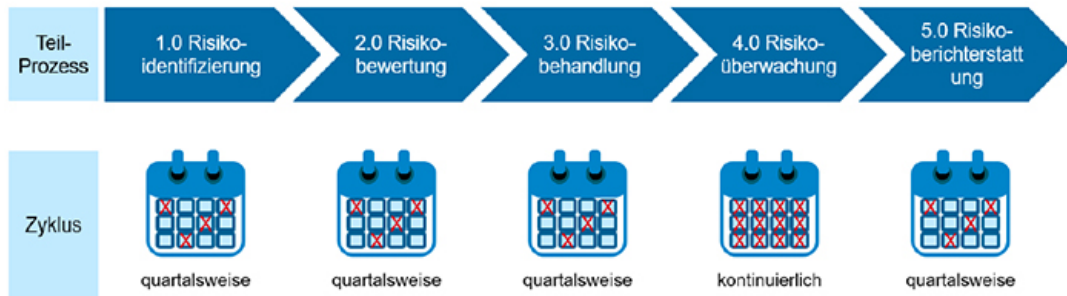 Teil-
Prozess
1.0 Risiko-
identifizierung
2.0 Risiko-
bewertung
3.0 Risiko-
behandlung
4.0 Risiko-
überwachung
5.0 Risiko-
berichterstatt
ung
Zyklus
quartalsweise
quartalsweise
quartalsweise
kontinuierlich
quartalsweise